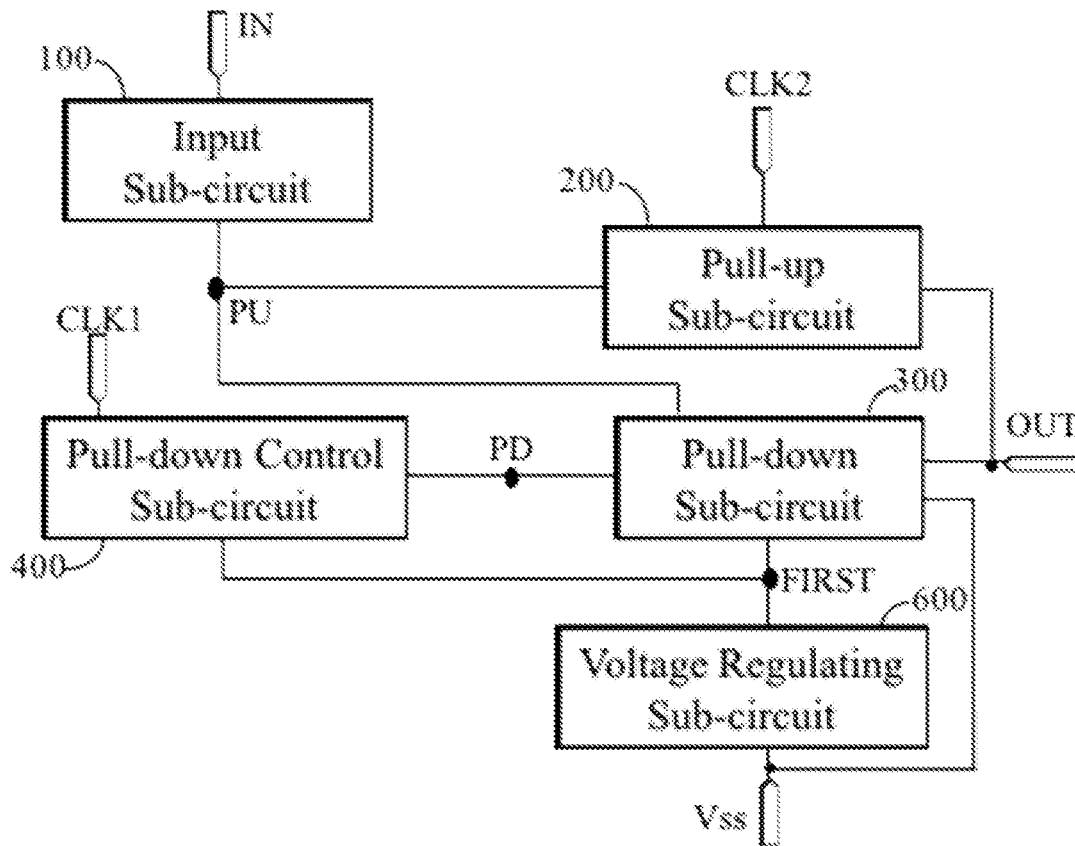 IN
100
Input
Sub-circuit
CLK2
200
Pull-up
Sub-circuit
PU
CLK1
300
Pull-down Control
Sub-circuit
PD
Pull-down
Sub-circuit
OUT
400
FIRST
600
Voltage Regulating
Sub-circuit
Vss